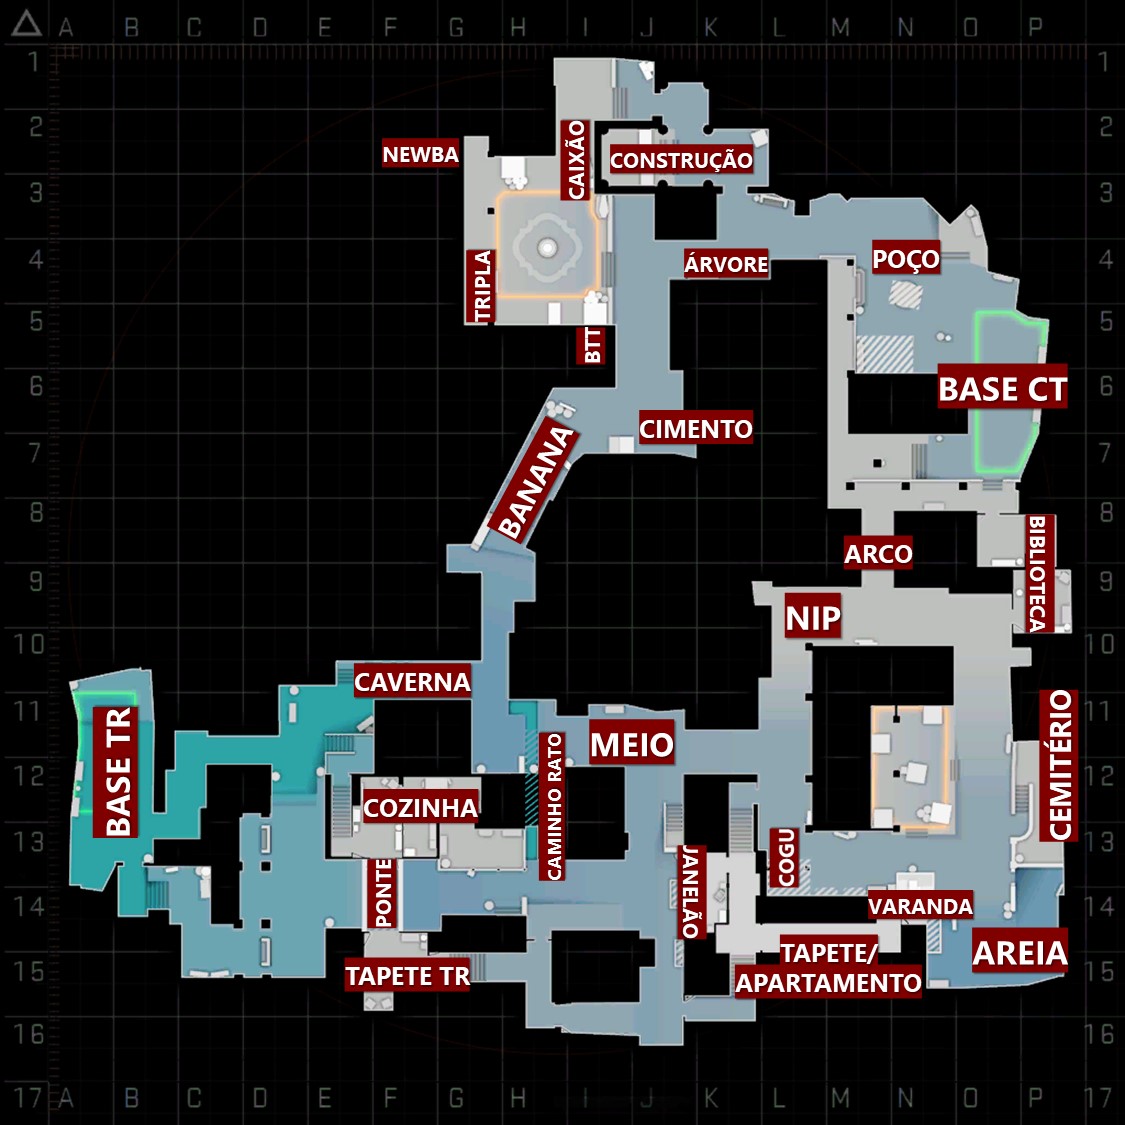 A B C D E F G H I J K L M N O P
1 1
2 2
CAIXÃO
NEWBA
CONSTRUÇÃO
3 3
4 4
ÁRVORE
POÇO
TRIPLA
5 5
BTT
6 6
BASE CT
CIMENTO
7 7
BANANA
8 8
ARCO
BIBLIOTECA
9 9
NIP
10 10
CAVERNA
11 11
MEIO
BASE TR
CEMITÉRIO
12 12
COZINHA
CAMINHO RATO
13 13
COGU
PONTE
JANELÃO
14 14
VARANDA
AREIA
TAPETE/
APARTAMENTO
15 15
TAPETE TR
16 16
17 A B C D E F G H I J K L M N O P 17